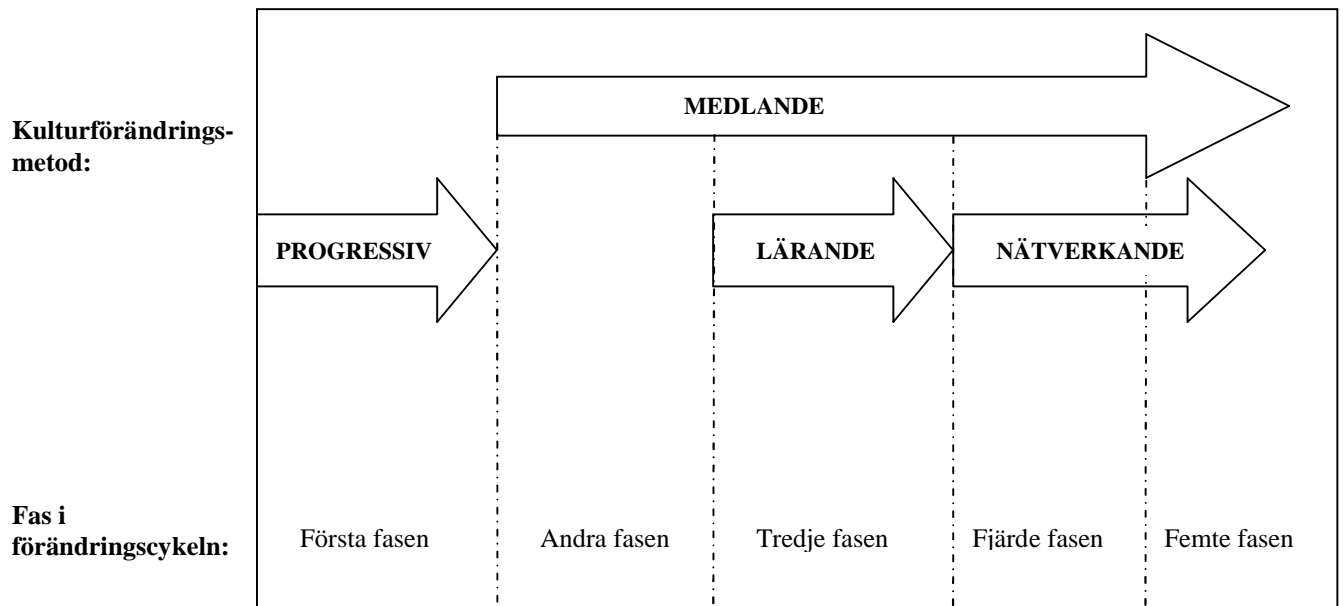 MEDLANDE
Kulturförändrings-
metod:
PROGRESSIV
LÄRANDE
NÄTVERKANDE
Fas i
förändringscykeln:
Första fasen
Andra fasen
Tredje fasen
Fjärde fasen
Femte fasen